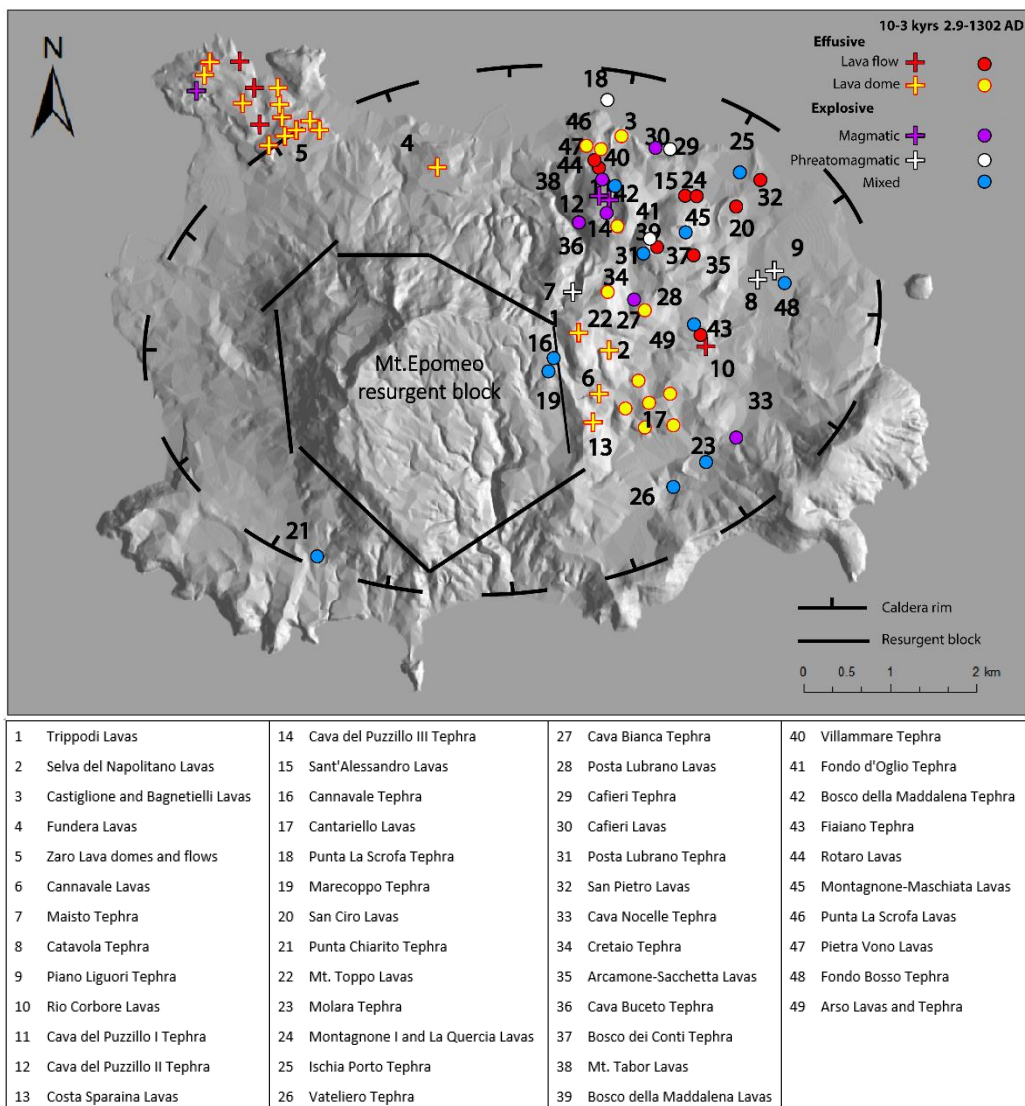 N
10-3 kyrs 2.9-1302 AD
Effusive
Lava flow
Lava dome
Explosive
Magmatic
Phreatomagmatic
Mixed
18
46
3
30
29
25
47
4
5
44
40
38
42
15
24
32
12
41
45
20
14
39
36
31
37
35
9
34
7
8
48
28
1
22
27
49
43
16
2
10
Mt.Epomeo
resurgent block
6
19
33
17
13
23
26
21
Caldera rim
Resurgent block
0 0.5 1 2 km
1 Trippodi Lavas
2 Selva del Napolitano Lavas
3 Castiglione and Bagnetielli Lavas
4 Fundera Lavas
5 Zaro Lava domes and flows
6 Cannavale Lavas
7 Maisto Tephra
8 Catavola Tephra
9 Piano Liguori Tephra
10 Rio Corbore Lavas
11 Cava del Puzzillo I Tephra
12 Cava del Puzzillo II Tephra
13 Costa Sparaina Lavas
14 Cava del Puzzillo III Tephra
15 Sant'Alessandro Lavas
16 Cannavale Tephra
17 Cantariello Lavas
18 Punta La Scrofa Tephra
19 Marecoppo Tephra
20 San Ciro Lavas
21 Punta Chiarito Tephra
22 Mt. Toppo Lavas
23 Molara Tephra
24 Montagnone I and La Quercia Lavas
25 Ischia Porto Tephra
26 Vateliero Tephra
27 Cava Bianca Tephra
28 Posta Lubrano Lavas
29 Cafieri Tephra
30 Cafieri Lavas
31 Posta Lubrano Tephra
32 San Pietro Lavas
33 Cava Nocelle Tephra
34 Cretaio Tephra
35 Arcamone-Sacchetta Lavas
36 Cava Buceto Tephra
37 Bosco dei Conti Tephra
38 Mt. Tabor Lavas
39 Bosco della Maddalena Lavas
40 Villammare Tephra
41 Fondo d'Oglio Tephra
42 Bosco della Maddalena Tephra
43 Fiaiano Tephra
44 Rotaro Lavas
45 Montagnone-Maschiata Lavas
46 Punta La Scrofa Lavas
47 Pietra Vono Lavas
48 Fondo Bosso Tephra
49 Arso Lavas and Tephra